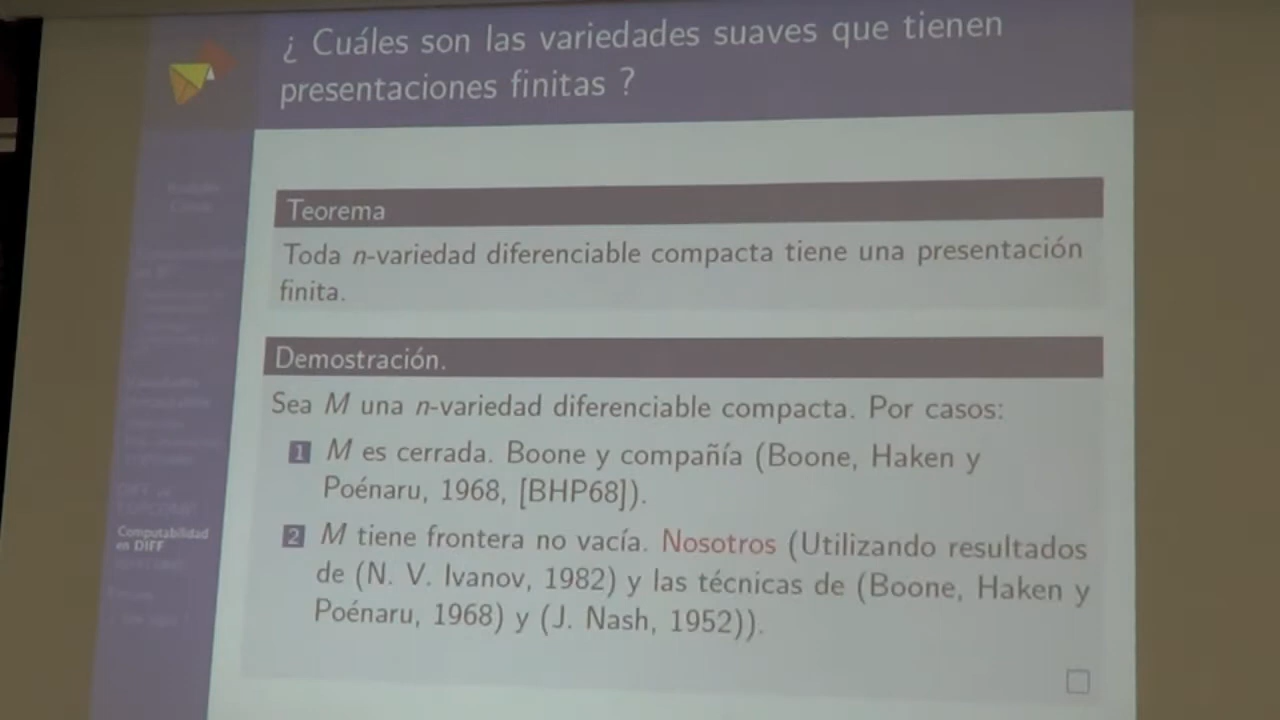 ¿ Cuáles son las variedades suaves que tienen
presentaciones finitas ?
Teorema
Toda n-variedad diferenciable compacta tiene una presentación
finita.
Demostración.
Sea M una n-variedad diferenciable compacta. Por casos:
1 M es cerrada. Boone y compañía (Boone, Haken y
Poénaru, 1968, [BHP68]).
2 M tiene frontera no vacía. Nosotros (Utilizando resultados
de (N. V. Ivanov, 1982) y las técnicas de (Boone, Haken y
Poénaru, 1968) y (J. Nash, 1952)).
Computabilidad
en DIFF